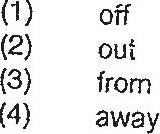 (1) off
(2) out
(3) from
(4) away